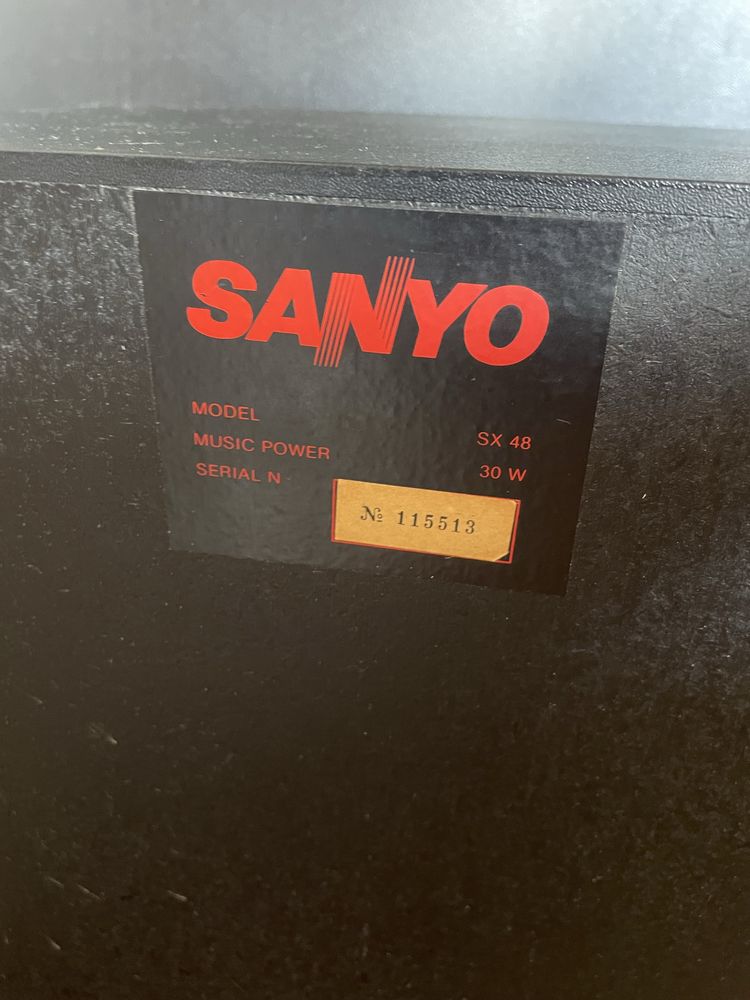 SANYO
MODEL SX 48
MUSIC POWER 30 W
SERIAL N № 115513